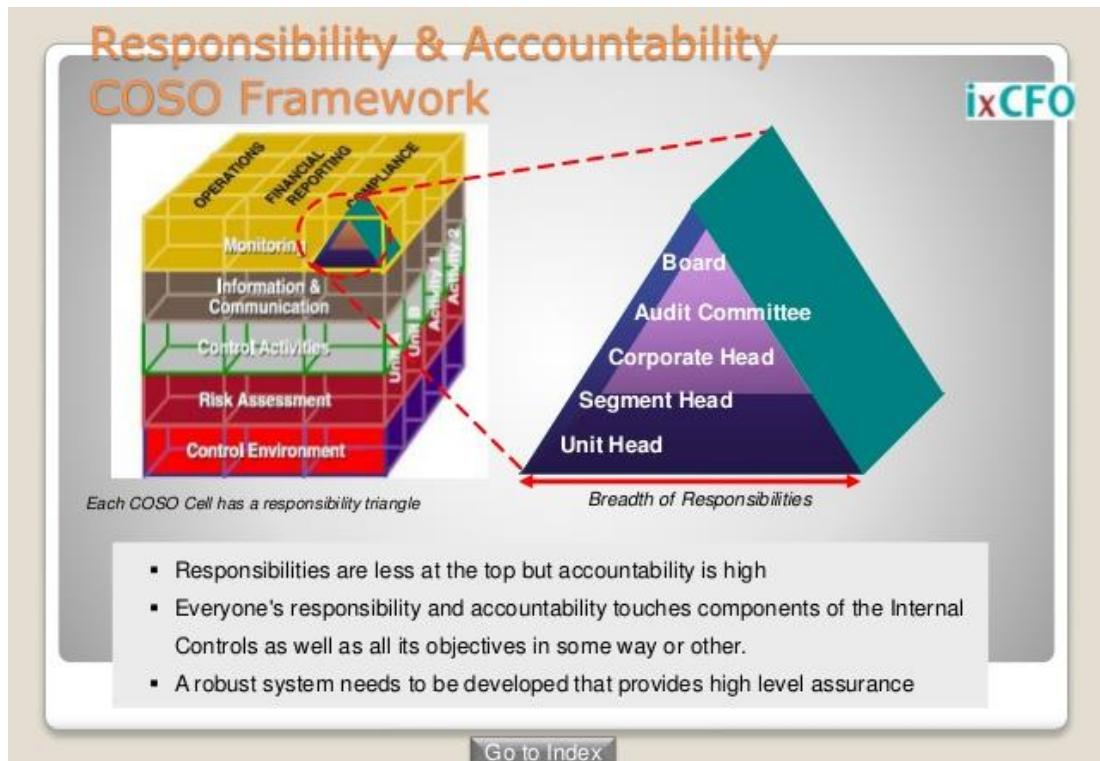 Responsibility & Accountability
COSO Framework
ixCFO
OPERATIONS
FINANCIAL
REPORTING
COMPLIANCE
Monitoring
Information &
Communication
Control Activities
Risk Assessment
Control Environment
Unit A
Unit B
Activity 1
Activity 2
Board
Audit Committee
Corporate Head
Segment Head
Unit Head
Each COSO Cell has a responsibility triangle
Breadth of Responsibilities
▪ Responsibilities are less at the top but accountability is high
▪ Everyone's responsibility and accountability touches components of the Internal
Controls as well as all its objectives in some way or other.
▪ A robust system needs to be developed that provides high level assurance
Go to Index